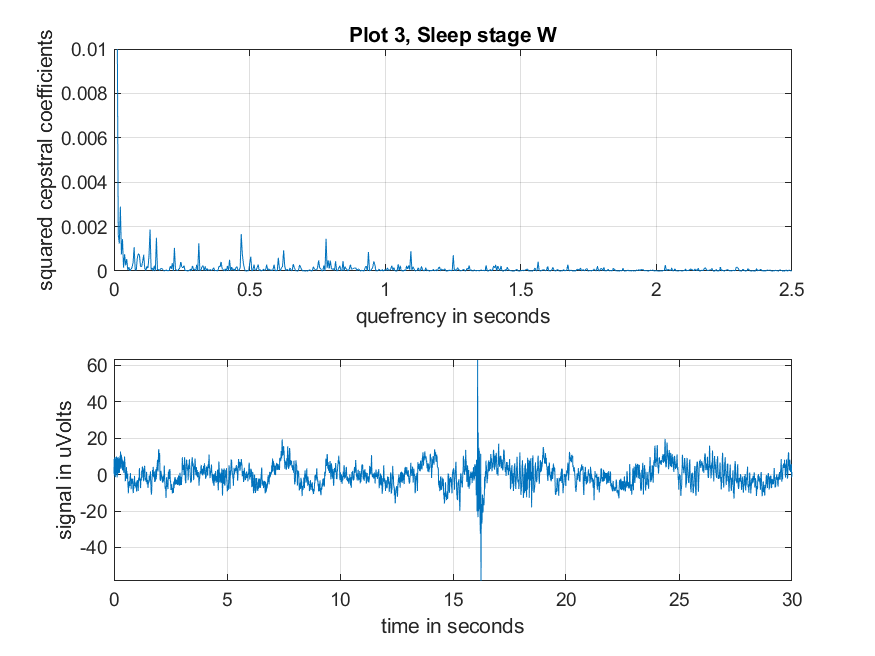 Plot 3, Sleep stage W
squared cepstral coefficients
0.01
0.008
0.006
0.004
0.002
0
0 0.5 1 1.5 2 2.5
quefrency in seconds
signal in uVolts
60
40
20
0
-20
-40
0 5 10 15 20 25 30
time in seconds